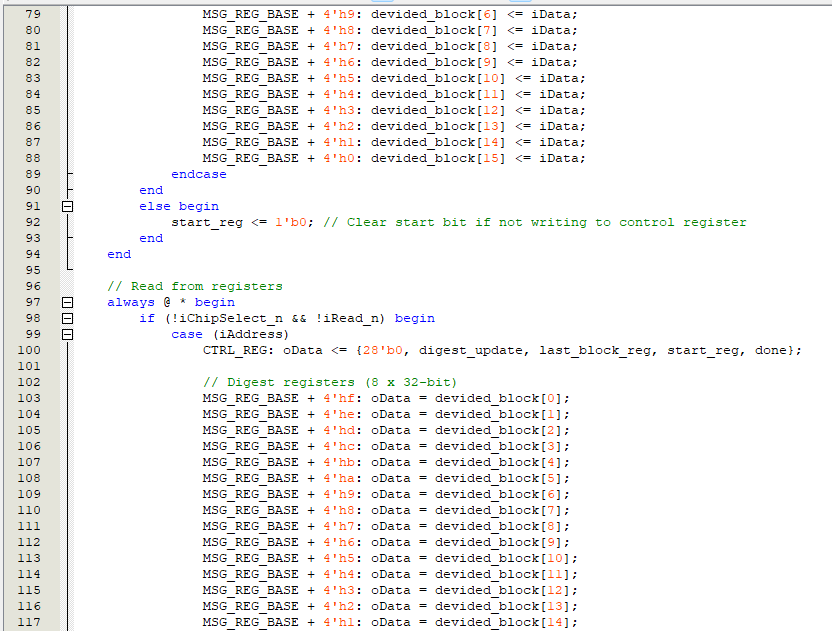 79 MSG_REG_BASE + 4'h9: devided_block[6] <= iData;
80 MSG_REG_BASE + 4'h8: devided_block[7] <= iData;
81 MSG_REG_BASE + 4'h7: devided_block[8] <= iData;
82 MSG_REG_BASE + 4'h6: devided_block[9] <= iData;
83 MSG_REG_BASE + 4'h5: devided_block[10] <= iData;
84 MSG_REG_BASE + 4'h4: devided_block[11] <= iData;
85 MSG_REG_BASE + 4'h3: devided_block[12] <= iData;
86 MSG_REG_BASE + 4'h2: devided_block[13] <= iData;
87 MSG_REG_BASE + 4'h1: devided_block[14] <= iData;
88 MSG_REG_BASE + 4'h0: devided_block[15] <= iData;
89 endcase
90 end
91 else begin
92 start_reg <= 1'b0; // Clear start bit if not writing to control register
93 end
94 end
95
96 // Read from registers
97 always @ * begin
98 if (!iChipSelect_n && !iRead_n) begin
99 case (iAddress)
100 CTRL_REG: oData <= {28'b0, digest_update, last_block_reg, start_reg, done};
101
102 // Digest registers (8 x 32-bit)
103 MSG_REG_BASE + 4'hf: oData = devided_block[0];
104 MSG_REG_BASE + 4'he: oData = devided_block[1];
105 MSG_REG_BASE + 4'hd: oData = devided_block[2];
106 MSG_REG_BASE + 4'hc: oData = devided_block[3];
107 MSG_REG_BASE + 4'hb: oData = devided_block[4];
108 MSG_REG_BASE + 4'ha: oData = devided_block[5];
109 MSG_REG_BASE + 4'h9: oData = devided_block[6];
110 MSG_REG_BASE + 4'h8: oData = devided_block[7];
111 MSG_REG_BASE + 4'h7: oData = devided_block[8];
112 MSG_REG_BASE + 4'h6: oData = devided_block[9];
113 MSG_REG_BASE + 4'h5: oData = devided_block[10];
114 MSG_REG_BASE + 4'h4: oData = devided_block[11];
115 MSG_REG_BASE + 4'h3: oData = devided_block[12];
116 MSG_REG_BASE + 4'h2: oData = devided_block[13];
117 MSG_REG_BASE + 4'h1: oData = devided_block[14];